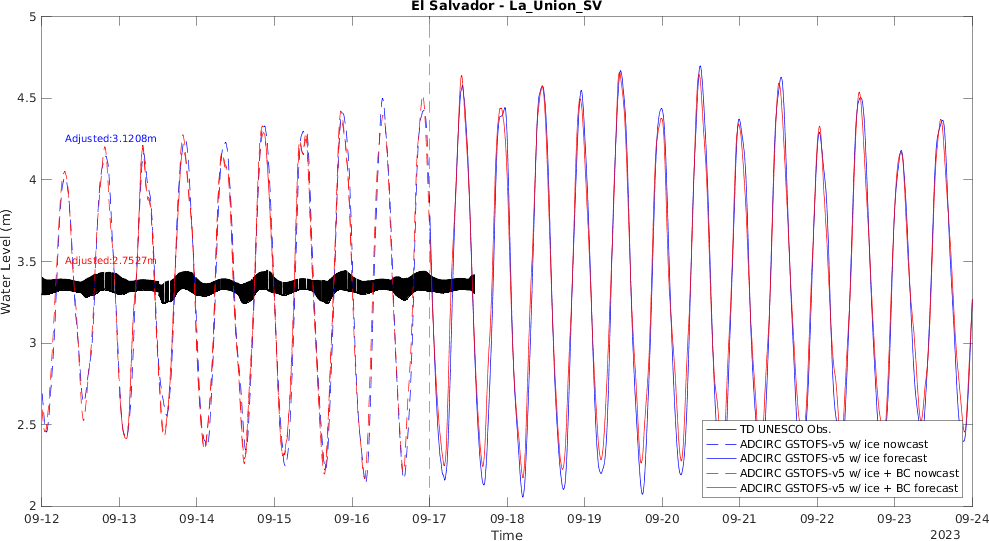 El Salvador - La_Union_SV
5
4.5
4
3.5
3
2.5
2
Water Level (m)
Adjusted:3.1208m
Adjusted:2.7527m
TD UNESCO Obs.
ADCIRC GSTOFS-v5 w/ ice nowcast
ADCIRC GSTOFS-v5 w/ ice forecast
ADCIRC GSTOFS-v5 w/ ice + BC nowcast
ADCIRC GSTOFS-v5 w/ ice + BC forecast
09-12 09-13 09-14 09-15 09-16 09-17 09-18 09-19 09-20 09-21 09-22 09-23 09-24
Time
2023